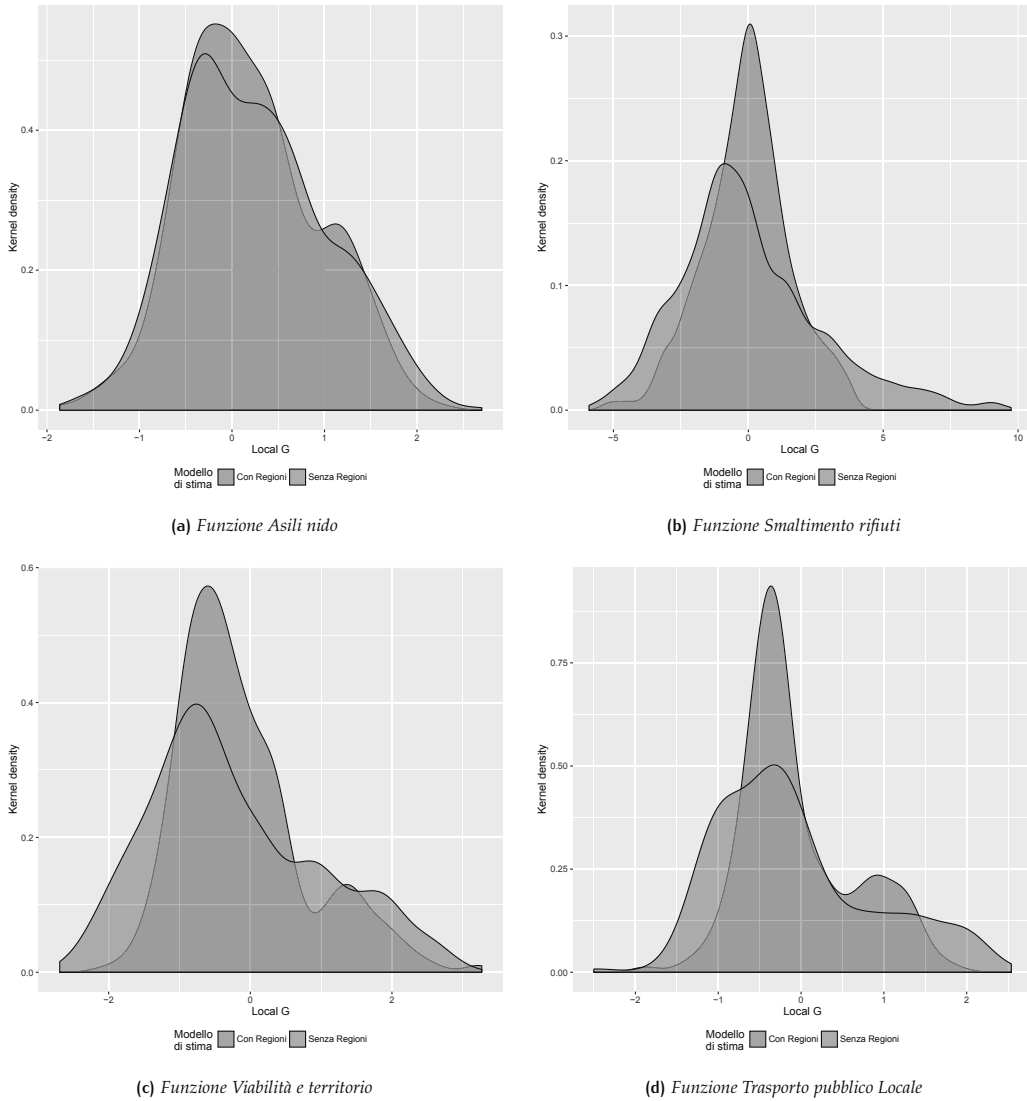 Kernel density
0.4
0.2
0.0
−2 −1 0 1 2
Local G
Modello
di stima Con Regioni Senza Regioni
(a) Funzione Asili nido
Kernel density
0.3
0.2
0.1
0.0
−5 0 5 10
Local G
Modello
di stima Con Regioni Senza Regioni
(b) Funzione Smaltimento rifiuti
Kernel density
0.6
0.4
0.2
0.0
−2 0 2
Local G
Modello
di stima Con Regioni Senza Regioni
(c) Funzione Viabilità e territorio
Kernel density
0.75
0.50
0.25
0.00
−2 −1 0 1 2
Local G
Modello
di stima Con Regioni Senza Regioni
(d) Funzione Trasporto pubblico Locale